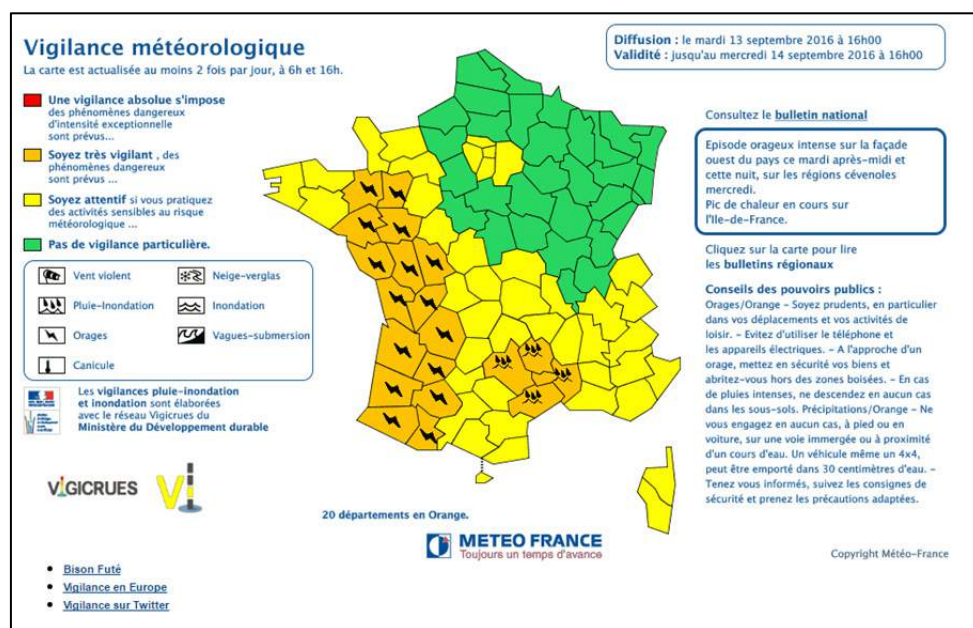 Vigilance météorologique
La carte est actualisée au moins 2 fois par jour, à 6h et 16h.
Diffusion : le mardi 13 septembre 2016 à 16h00
Validité : jusqu'au mercredi 14 septembre 2016 à 16h00
Une vigilance absolue s'impose
des phénomènes dangereux
d'intensité exceptionnelle
sont prévus...
Soyez très vigilant , des
phénomènes dangereux
sont prévus ...
Soyez attentif si vous pratiquez
des activités sensibles au risque
météorologique ...
Pas de vigilance particulière.
Vent violent
Neige-verglas
Pluie-Inondation
Inondation
Orages
Vagues-submersion
Canicule
Les vigilances pluie-inondation
et inondation sont élaborées
avec le réseau Vigicrues du
Ministère du Développement durable
VIGICRUES
Vi
20 départements en Orange.
METEO FRANCE
Toujours un temps d'avance
Consultez le bulletin national
Episode orageux intense sur la façade
ouest du pays ce mardi après-midi et
cette nuit, sur les régions cévenoles
mercredi.
Pic de chaleur en cours sur
l'Ile-de-France.
Cliquez sur la carte pour lire
les bulletins régionaux
Conseils des pouvoirs publics :
Orages/Orange - Soyez prudents, en particulier
dans vos déplacements et vos activités de
loisir. - Evitez d'utiliser le téléphone et
les appareils électriques. - A l'approche d'un
orage, mettez en sécurité vos biens et
abritez-vous hors des zones boisées. - En cas
de pluies intenses, ne descendez en aucun cas
dans les sous-sols. Précipitations/Orange - Ne
vous engagez en aucun cas, à pied ou en
voiture, sur une voie immergée ou à proximité
d'un cours d'eau. Un véhicule même un 4x4,
peut être emporté dans 30 centimètres d'eau. -
Tenez vous informés, suivez les consignes de
sécurité et prenez les précautions adaptées.
Copyright Météo-France
Bison Futé
Vigilance en Europe
Vigilance sur Twitter